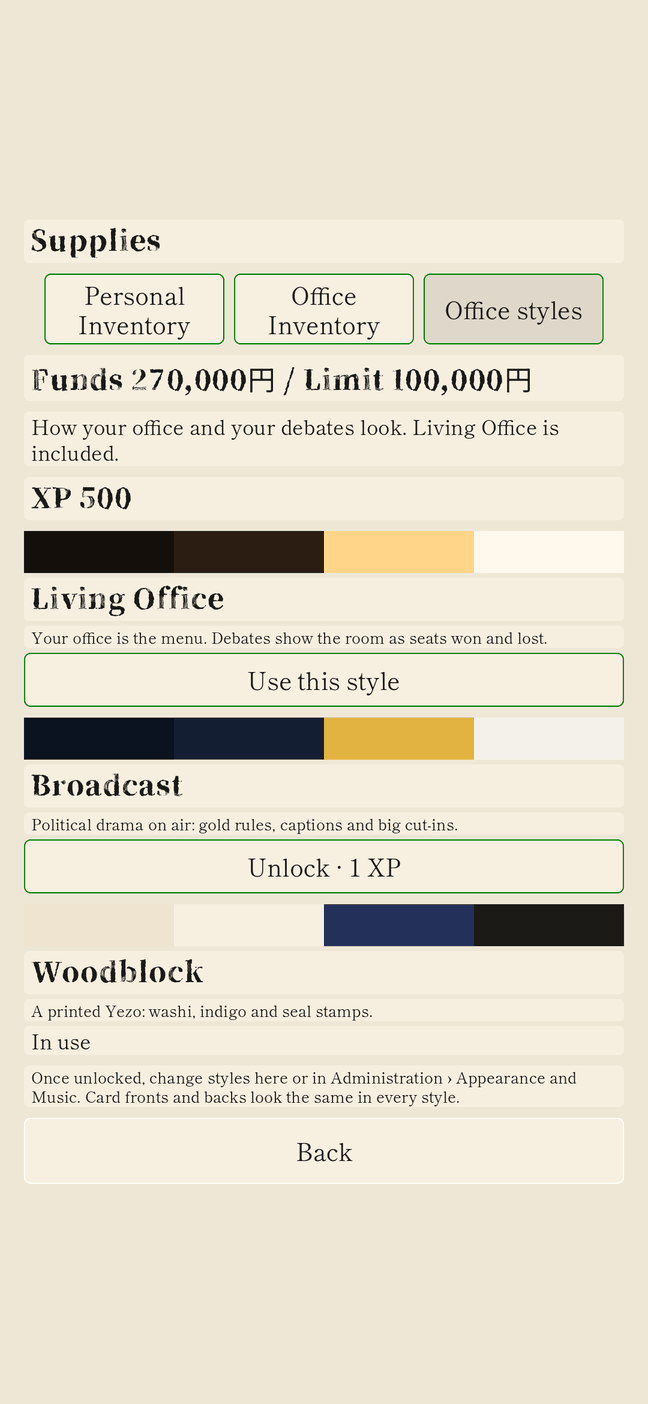 Supplies
Personal
Inventory
Office
Inventory
Office styles
Funds 270,000円 / Limit 100,000円
How your office and your debates look. Living Office is
included.
XP 500
Living Office
Your office is the menu. Debates show the room as seats won and lost.
Use this style
Broadcast
Political drama on air: gold rules, captions and big cut-ins.
Unlock · 1 XP
Woodblock
A printed Yezo: washi, indigo and seal stamps.
In use
Once unlocked, change styles here or in Administration › Appearance and
Music. Card fronts and backs look the same in every style.
Back